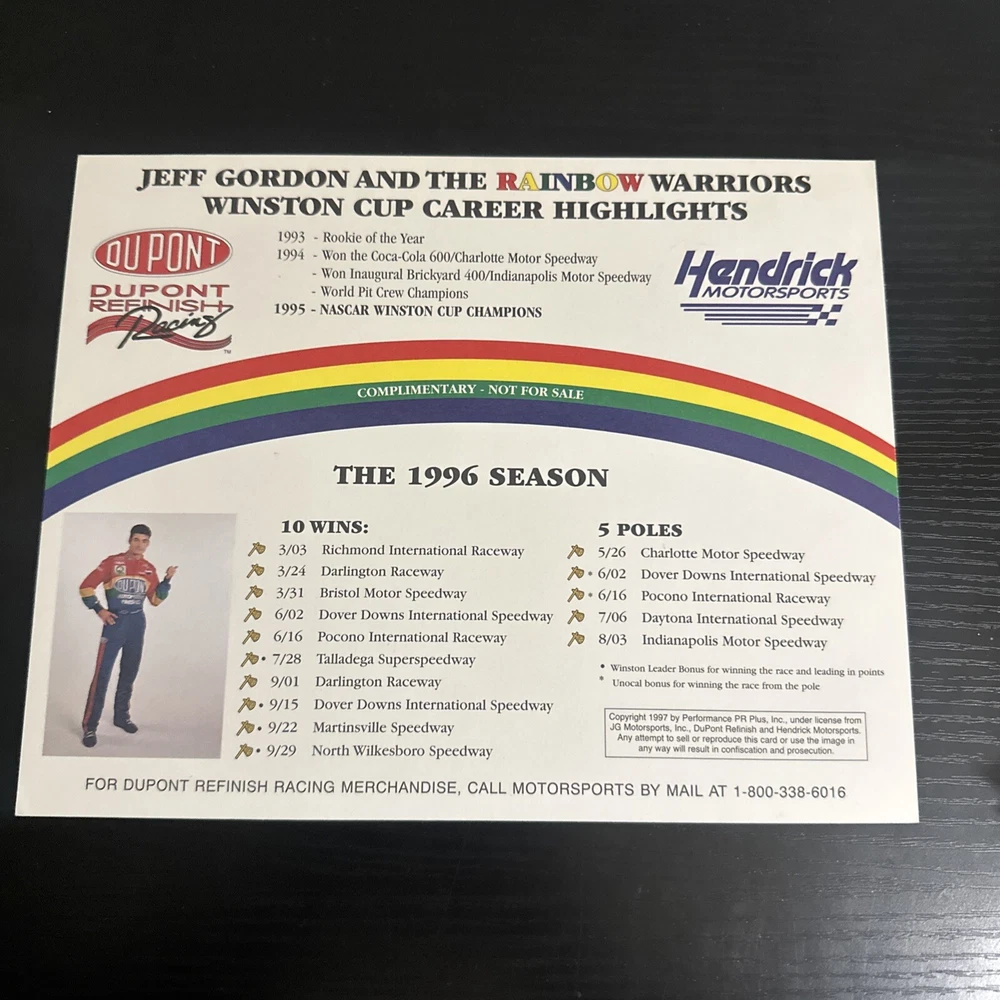 JEFF GORDON AND THE RAINBOW WARRIORS
WINSTON CUP CAREER HIGHLIGHTS
DU PONT
DUPONT
REFINISH
Racing
™
1993 - Rookie of the Year
1994 - Won the Coca-Cola 600/Charlotte Motor Speedway
- Won Inaugural Brickyard 400/Indianapolis Motor Speedway
- World Pit Crew Champions
1995 - NASCAR WINSTON CUP CHAMPIONS
Hendrick
MOTORSPORTS
COMPLIMENTARY - NOT FOR SALE
THE 1996 SEASON
DUPONT
10 WINS:
3/03 Richmond International Raceway
3/24 Darlington Raceway
3/31 Bristol Motor Speedway
6/02 Dover Downs International Speedway
6/16 Pocono International Raceway
• 7/28 Talladega Superspeedway
9/01 Darlington Raceway
• 9/15 Dover Downs International Speedway
• 9/22 Martinsville Speedway
• 9/29 North Wilkesboro Speedway
5 POLES
5/26 Charlotte Motor Speedway
* 6/02 Dover Downs International Speedway
* 6/16 Pocono International Raceway
7/06 Daytona International Speedway
8/03 Indianapolis Motor Speedway
• Winston Leader Bonus for winning the race and leading in points
* Unocal bonus for winning the race from the pole
Copyright 1997 by Performance PR Plus, Inc., under license from
JG Motorsports, Inc., DuPont Refinish and Hendrick Motorsports.
Any attempt to sell or reproduce this card or use the image in
any way will result in confiscation and prosecution.
FOR DUPONT REFINISH RACING MERCHANDISE, CALL MOTORSPORTS BY MAIL AT 1-800-338-6016